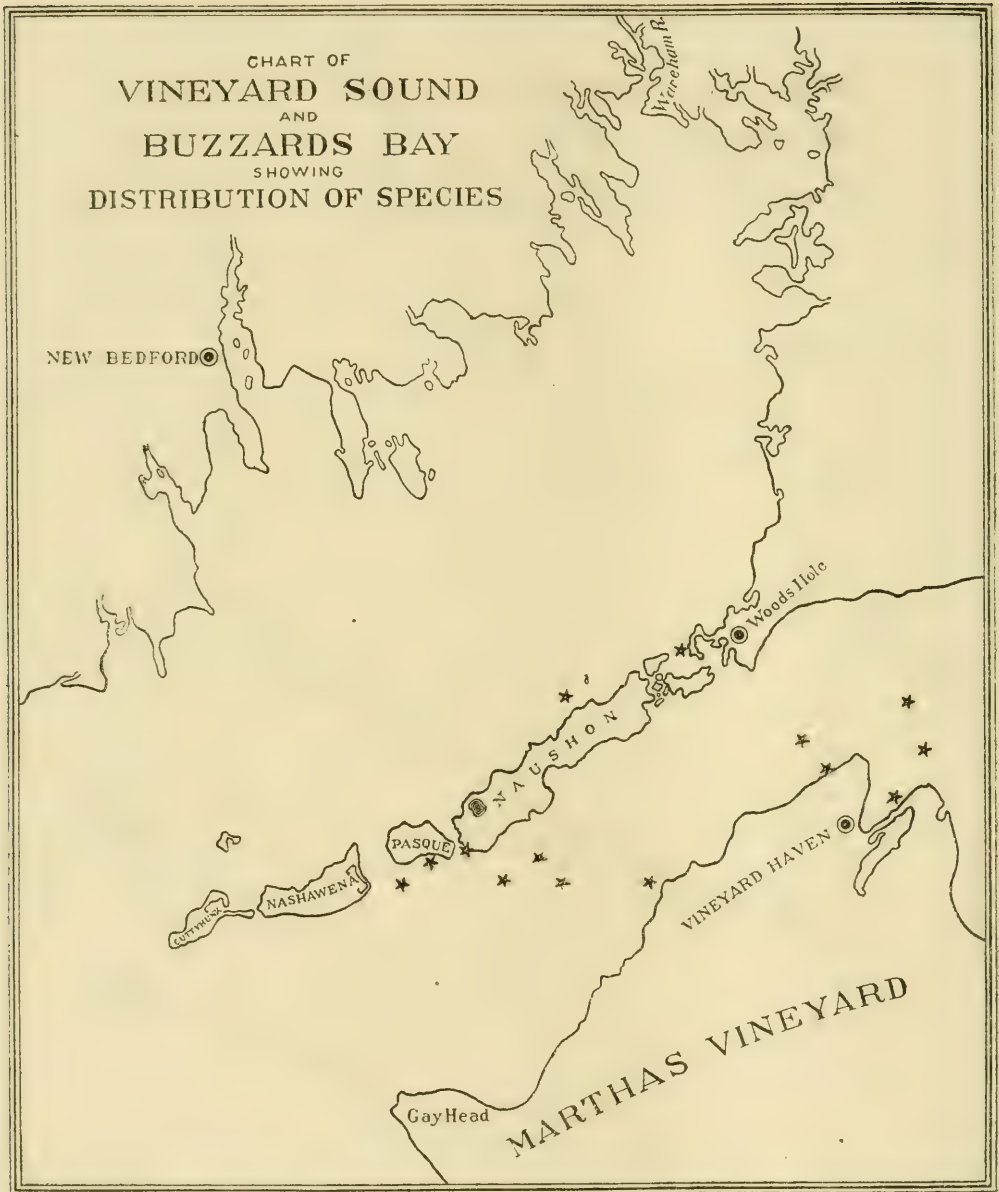 CHART OF
VINEYARD SOUND
AND
BUZZARDS BAY
SHOWING
DISTRIBUTION OF SPECIES
Wareham R.
NEW BEDFORD
Woods Hole
NAUSHON
PASQUE
NASHAWENA
CUTTYHUNK
VINEYARD HAVEN
MARTHAS VINEYARD
Gay Head